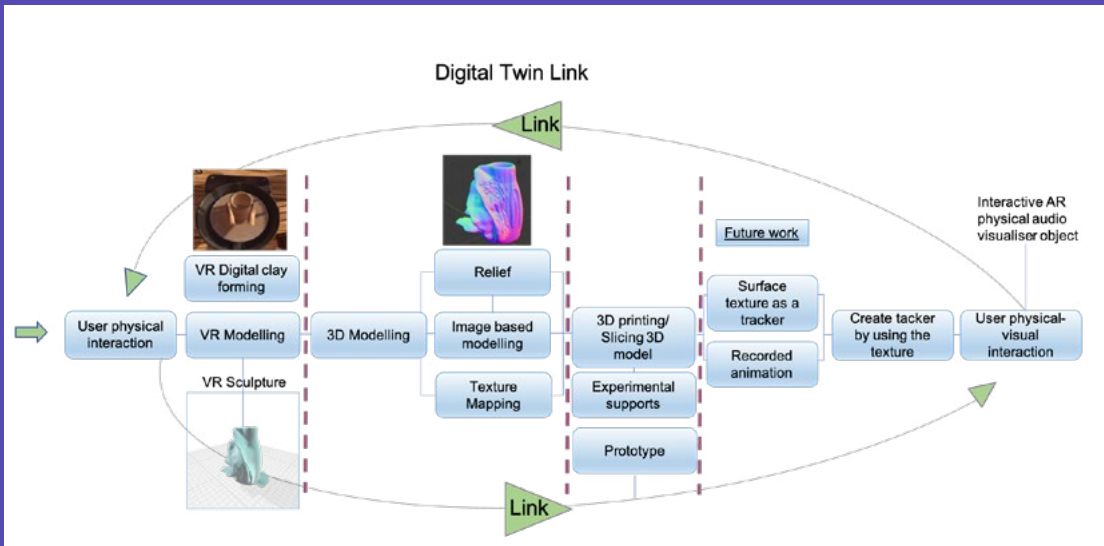 Digital Twin Link
Link
Interactive AR
physical audio
visualiser object
Future work
VR Digital clay
forming
Relief
Surface
texture as a
tracker
User physical
interaction
VR Modelling
3D Modelling
Image based
modelling
3D printing/
Slicing 3D
model
Create tacker
by using the
texture
User physical-
visual
interaction
Recorded
animation
VR Sculpture
Texture
Mapping
Experimental
supports
Prototype
Link